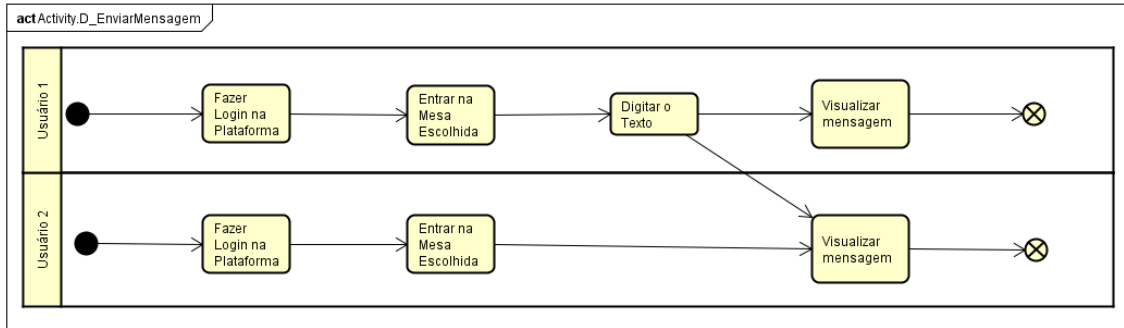 act Activity.D_EnviarMensagem
Usuário 1
Fazer
Login na
Plataforma
Entrar na
Mesa
Escolhida
Digitar o
Texto
Visualizar
mensagem
Usuário 2
Fazer
Login na
Plataforma
Entrar na
Mesa
Escolhida
Visualizar
mensagem